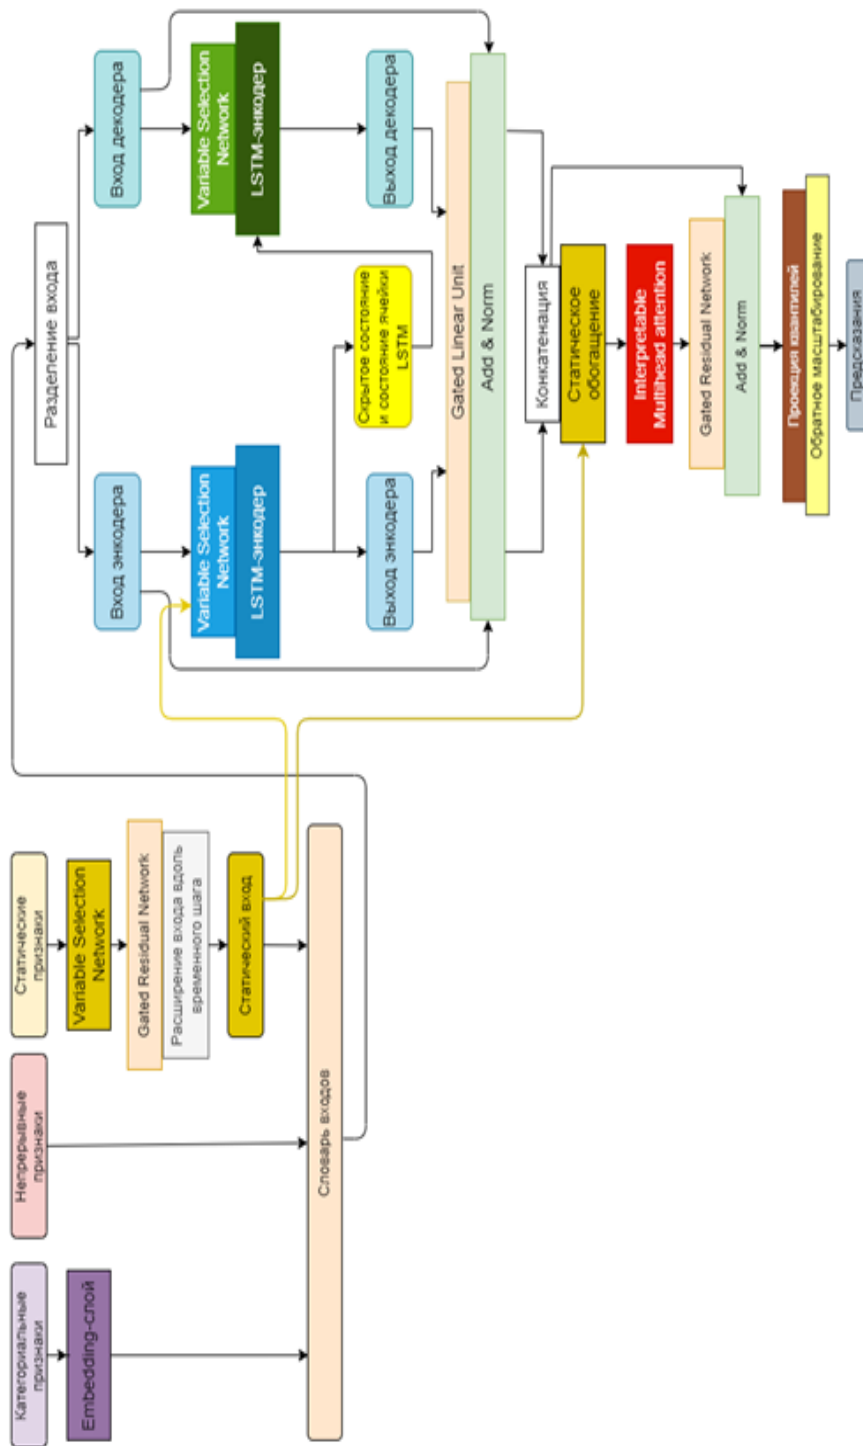 Категориальные
признаки
Embedding-слой
Непрерывные
признаки
Статические
признаки
Variable Selection
Network
Gated Residual Network
Расширение входа вдоль
временного шага
Статический вход
Словарь входов
Разделение входа
Вход энкодера
Variable Selection
Network
LSTM-энкодер
Выход энкодера
Скрытое состояние
и состояние ячейки
LSTM
Вход декодера
Variable Selection
Network
LSTM-энкодер
Выход декодера
Gated Linear Unit
Add & Norm
Конкатенация
Статическое
обогащение
Interpretable
Multihead attention
Gated Residual Network
Add & Norm
Проекция квантилей
Обратное масштабирование
Предсказания